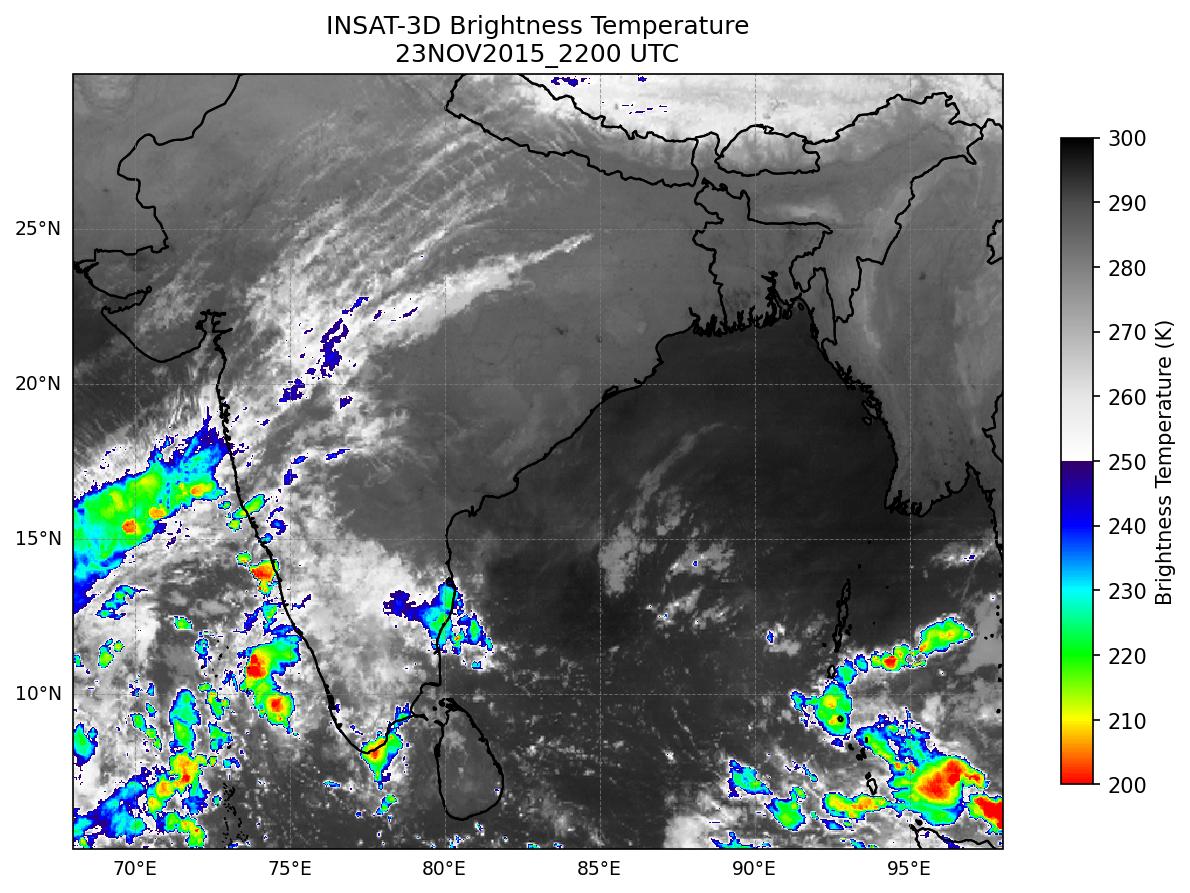 INSAT-3D Brightness Temperature
23NOV2015_2200 UTC
25°N
20°N
15°N
10°N
70°E
75°E
80°E
85°E
90°E
95°E
300
290
280
270
260
250
240
230
220
210
200
Brightness Temperature (K)